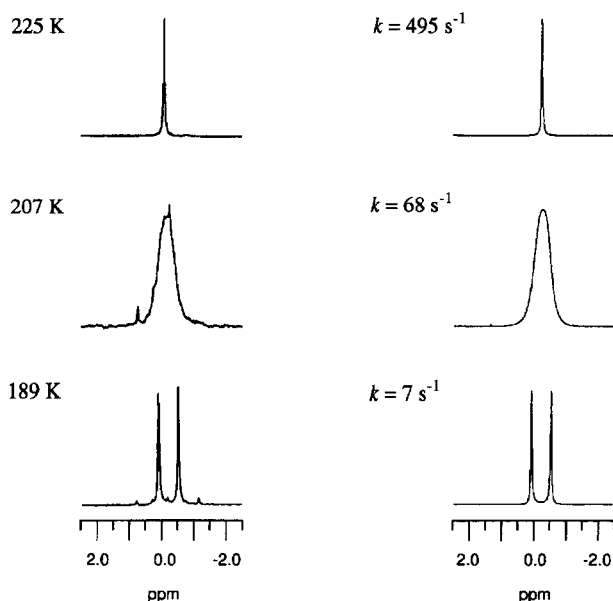 225 K
k = 495 s⁻¹
207 K
k = 68 s⁻¹
189 K
k = 7 s⁻¹
2.0 0.0 -2.0
2.0 0.0 -2.0
ppm
ppm